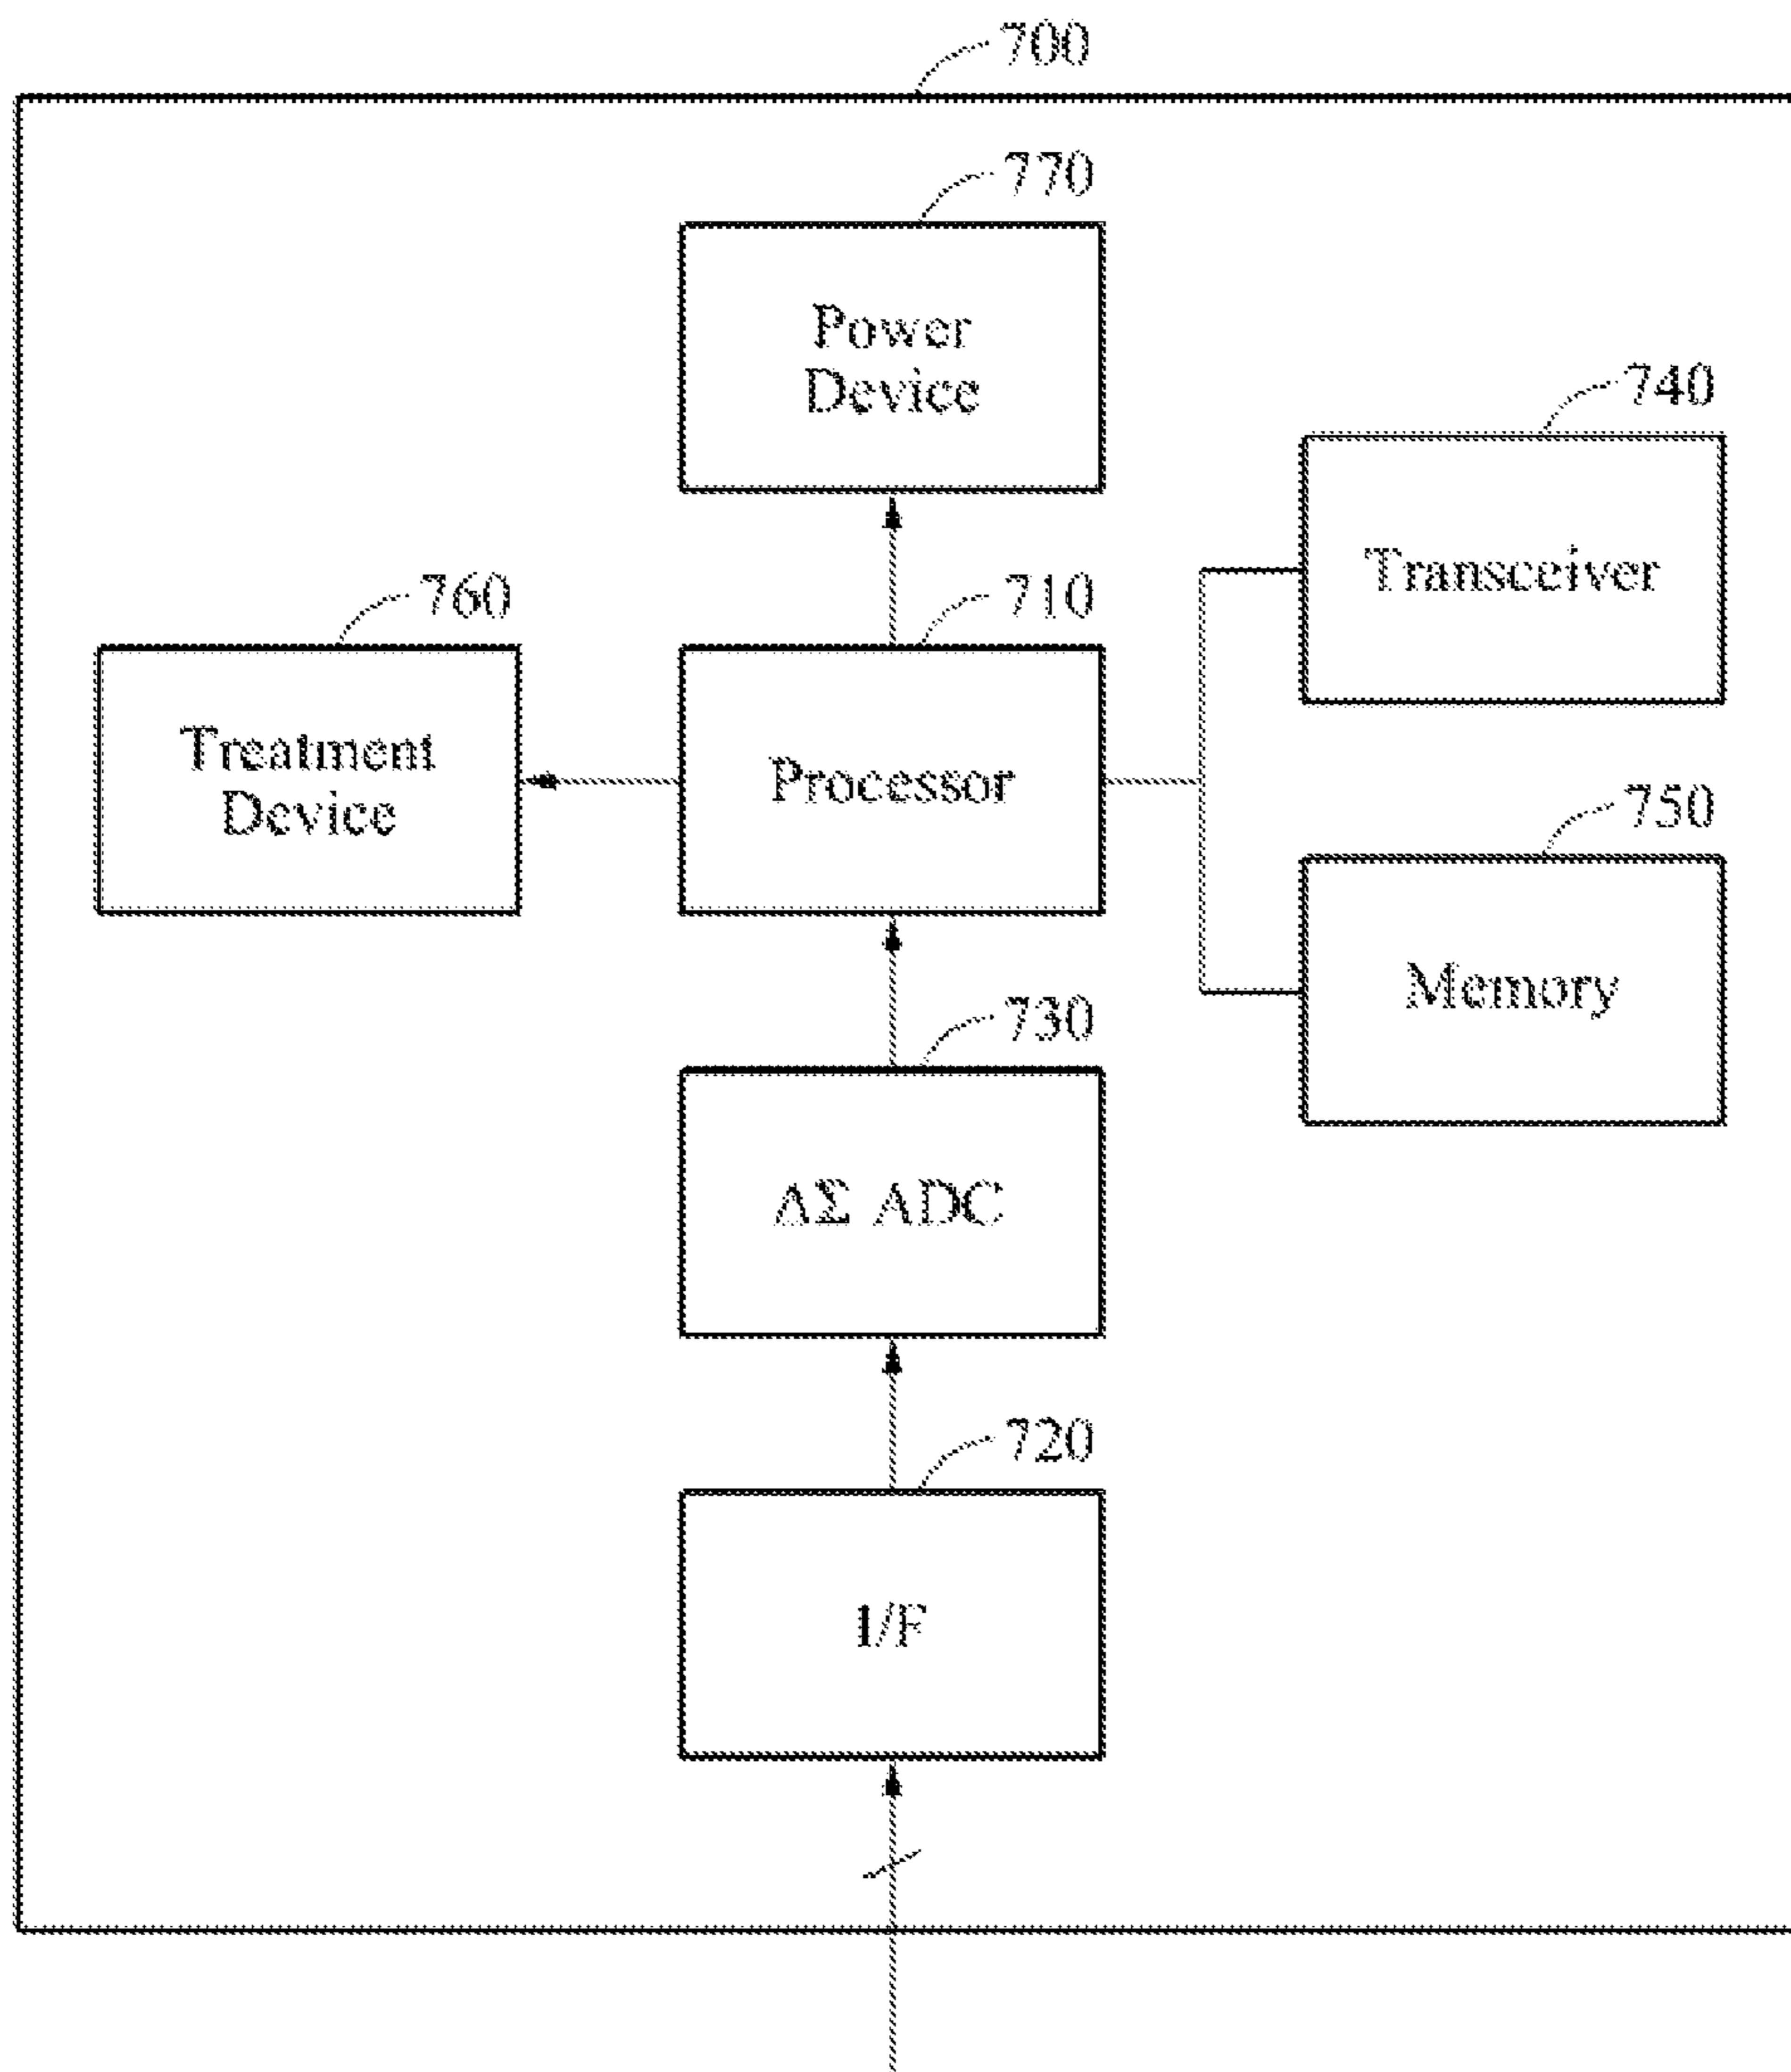 700
770
Power
Device
740
Transceiver
760
710
Treatment
Device
Processor
750
Memory
730
ΔΣ ADC
720
I/F